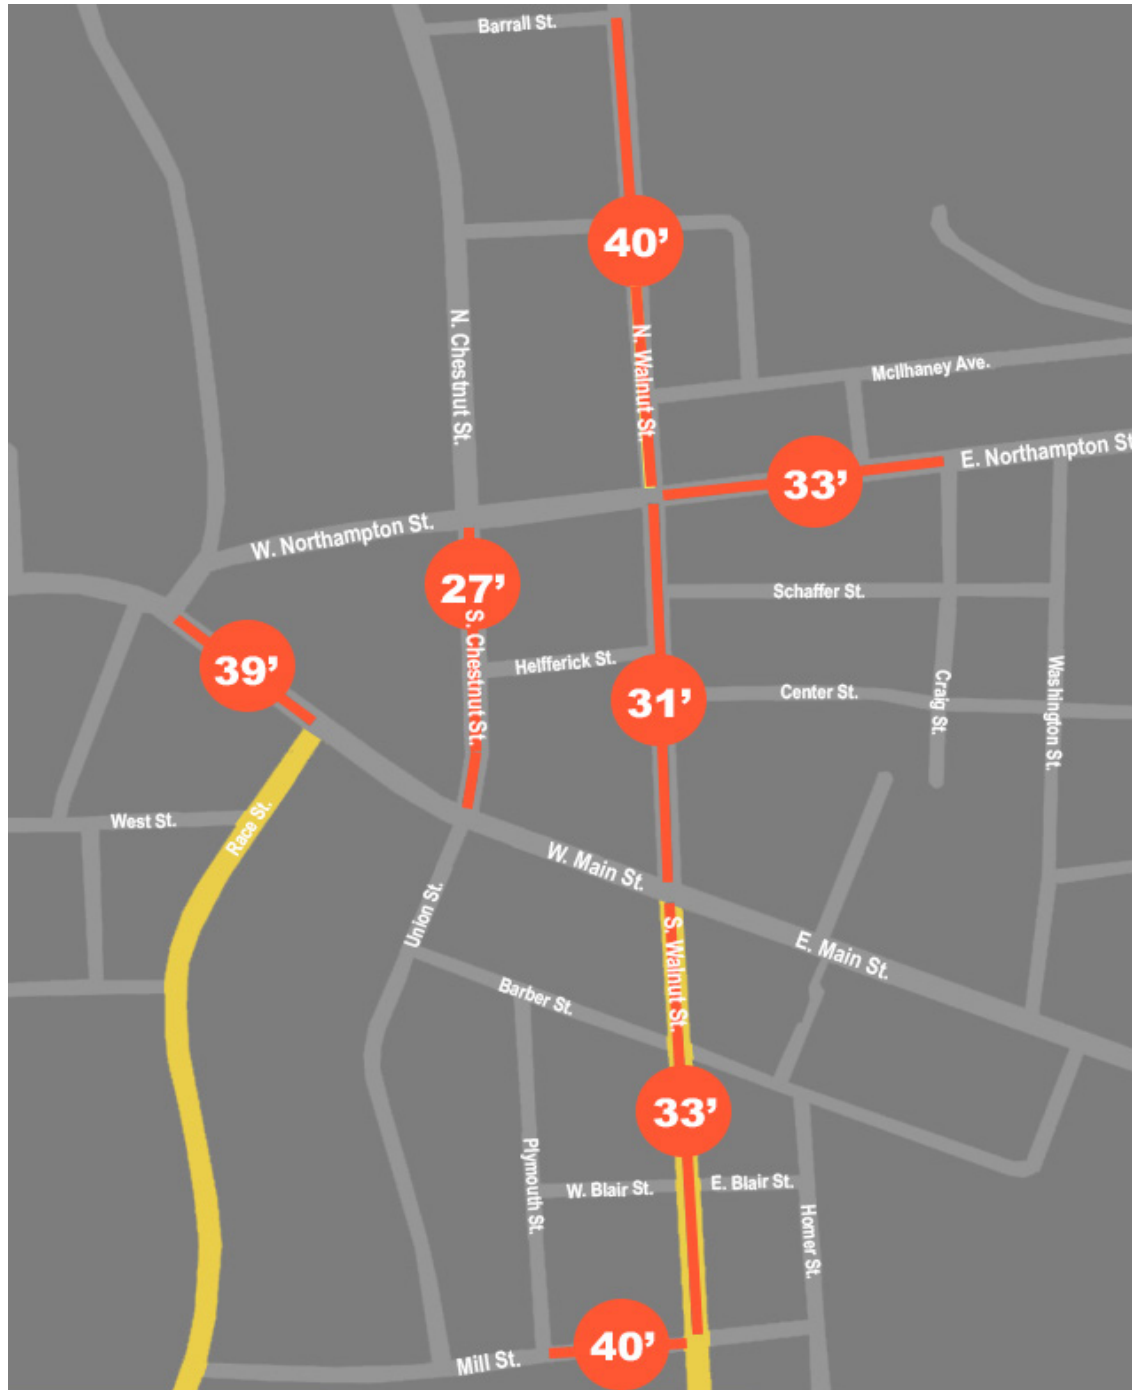 Barrall St.
40’
N. Chestnut St.
N. Walnut St.
McIlhaney Ave.
E. Northampton St
33’
W. Northampton St.
27’
Schaffer St.
S. Chestnut St.
Helfferick St.
39’
31’
Center St.
Craig St.
Washington St.
West St.
Race St.
W. Main St.
Union St.
S. Walnut St.
E. Main St.
Barber St.
33’
Plymouth St.
W. Blair St.
E. Blair St.
Homer St.
40’
Mill St.